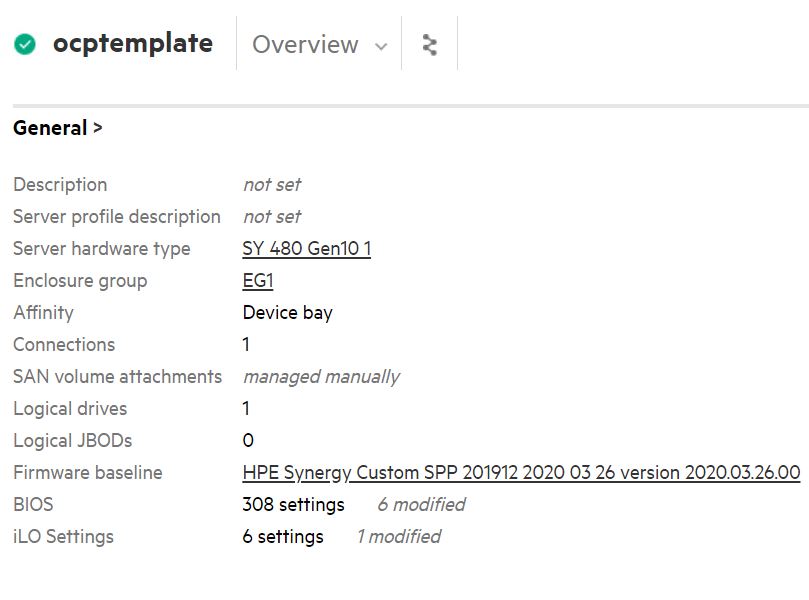 ocptemplate Overview
General >
Description not set
Server profile description not set
Server hardware type SY 480 Gen10 1
Enclosure group EG1
Affinity Device bay
Connections 1
SAN volume attachments managed manually
Logical drives 1
Logical JBODs 0
Firmware baseline HPE Synergy Custom SPP 201912 2020 03 26 version 2020.03.26.00
BIOS 308 settings 6 modified
iLO Settings 6 settings 1 modified